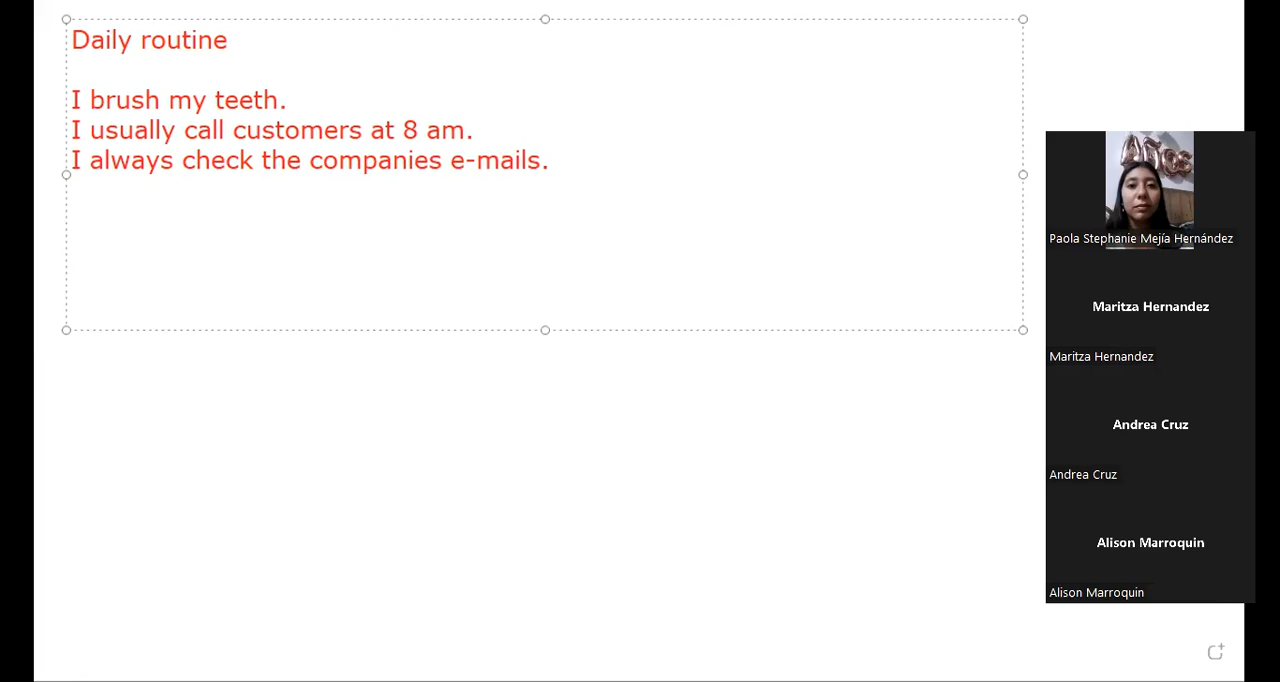 Daily routine
I brush my teeth.
I usually call customers at 8 am.
I always check the companies e-mails.
Años
Paola Stephanie Mejía Hernández
Maritza Hernandez
Maritza Hernandez
Andrea Cruz
Andrea Cruz
Alison Marroquin
Alison Marroquin